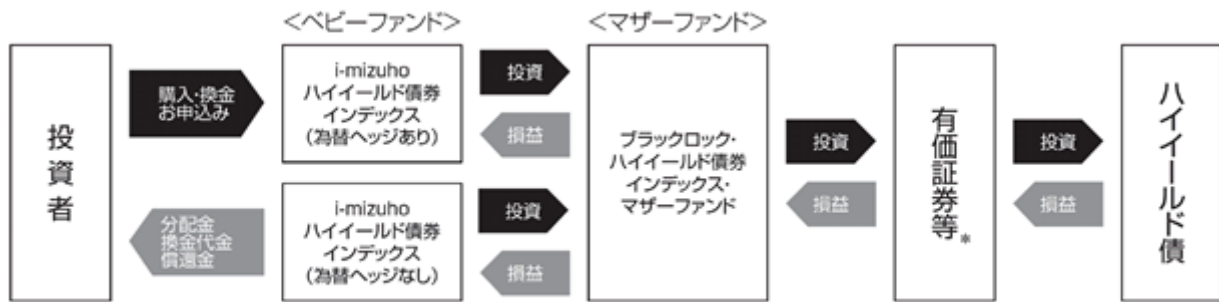 <ベビーファンド>
<マザーファンド>
投資者
購入・換金
お申込み
分配金
換金代金
償還金
i-mizuho
ハイイールド債券
インデックス
(為替ヘッジあり)
投資
損益
i-mizuho
ハイイールド債券
インデックス
(為替ヘッジなし)
投資
損益
ブラックロック・
ハイイールド債券
インデックス・
マザーファンド
投資
損益
有価証券等*
投資
損益
ハイイールド債